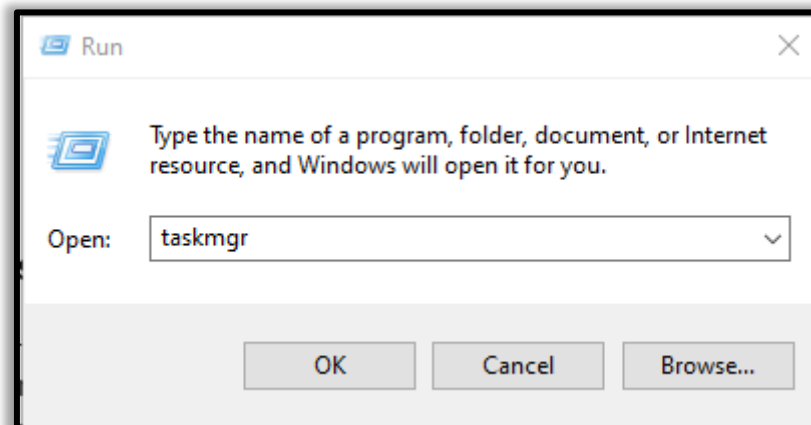 Run
Type the name of a program, folder, document, or Internet
resource, and Windows will open it for you.
Open: taskmgr
OK Cancel Browse...